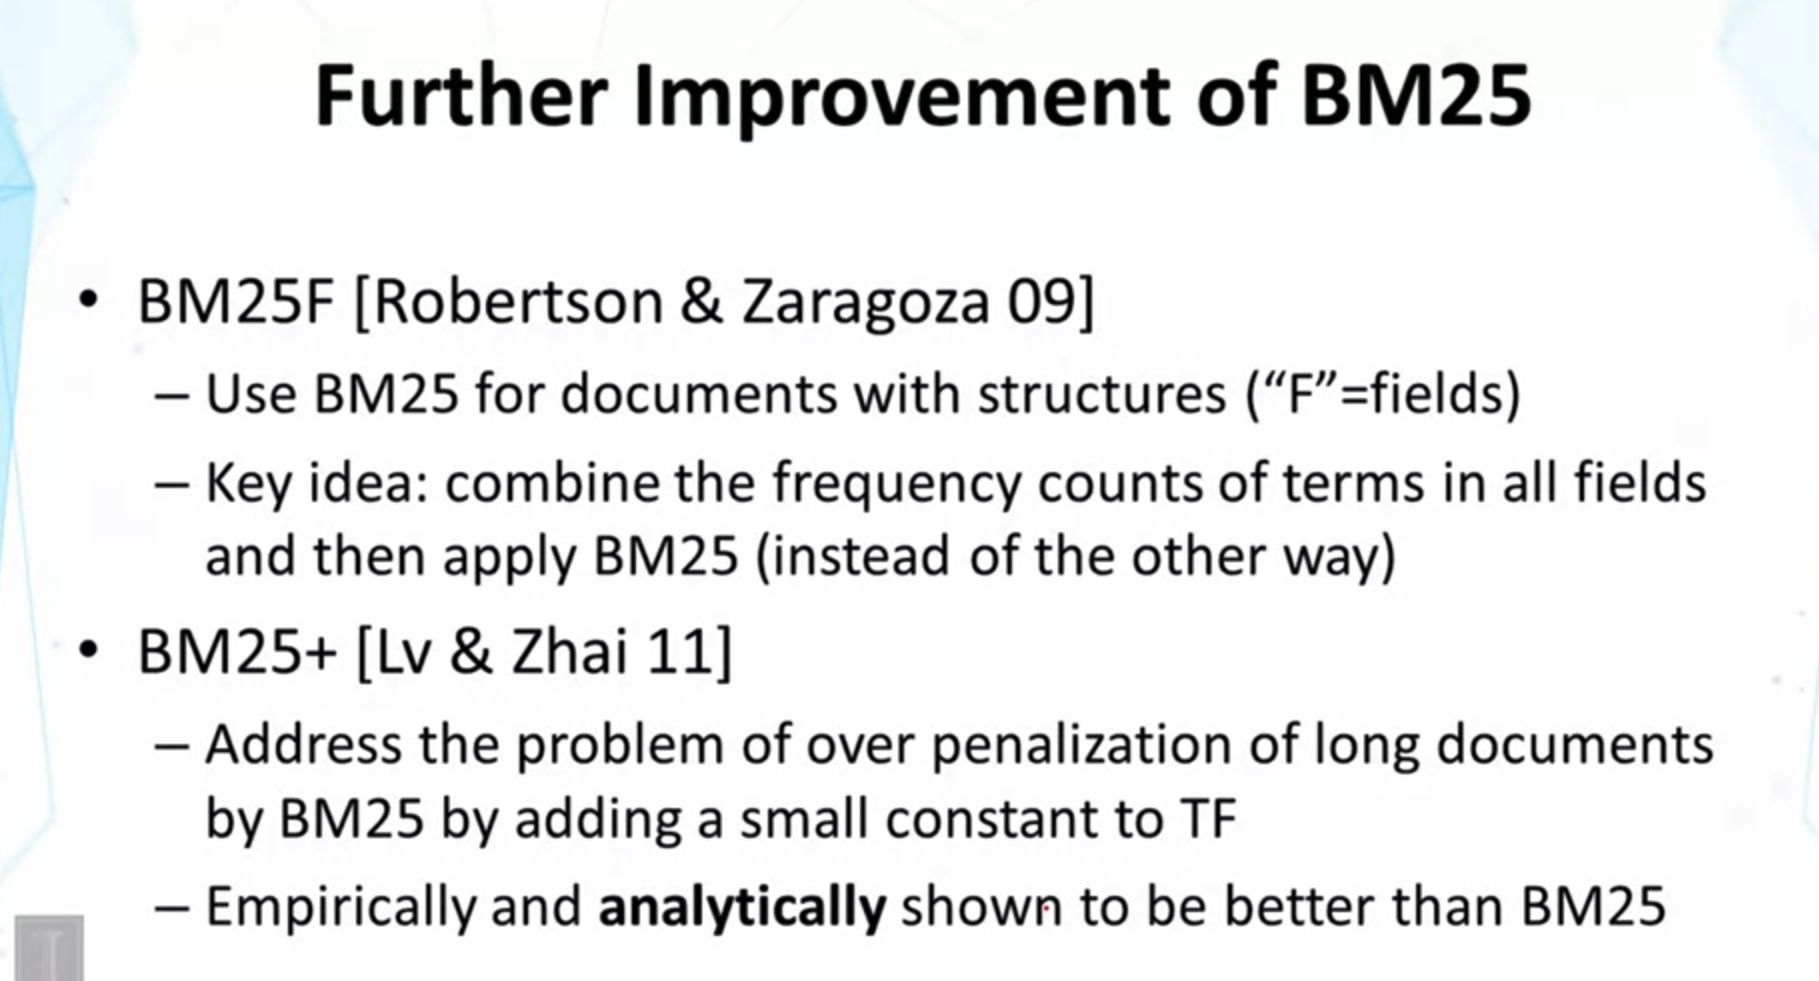 Further Improvement of BM25
• BM25F [Robertson & Zaragoza 09]
– Use BM25 for documents with structures (“F”=fields)
– Key idea: combine the frequency counts of terms in all fields
and then apply BM25 (instead of the other way)
• BM25+ [Lv & Zhai 11]
– Address the problem of over penalization of long documents
by BM25 by adding a small constant to TF
– Empirically and analytically shown to be better than BM25